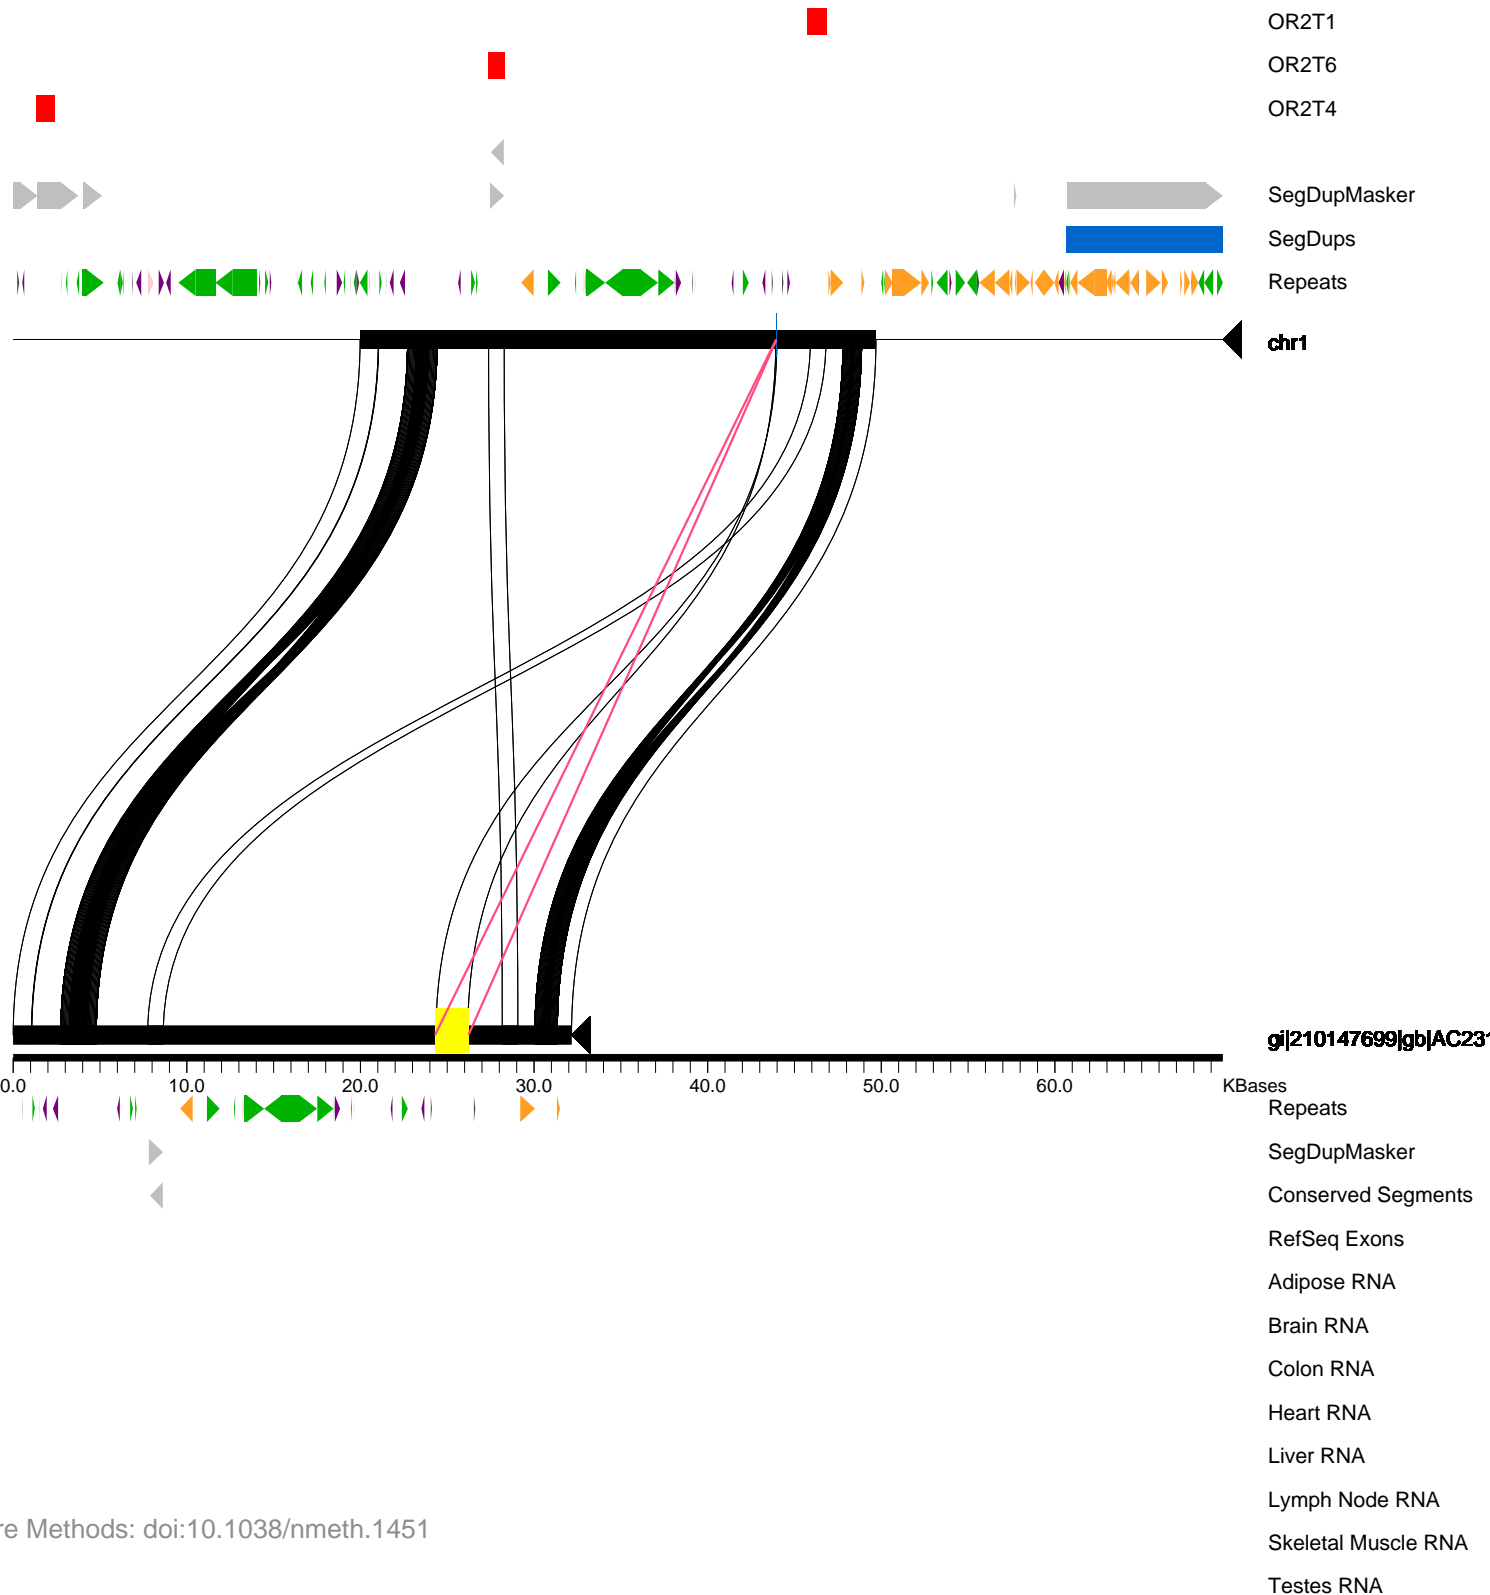 OR2T1
OR2T6
OR2T4
SegDupMasker
SegDups
Repeats
chr1
gi|210147699|gb|AC231
0.0 10.0 20.0 30.0 40.0 50.0 60.0 KBases
Repeats
SegDupMasker
Conserved Segments
RefSeq Exons
Adipose RNA
Brain RNA
Colon RNA
Heart RNA
Liver RNA
Lymph Node RNA
re Methods: doi:10.1038/nmeth.1451
Skeletal Muscle RNA
Testes RNA